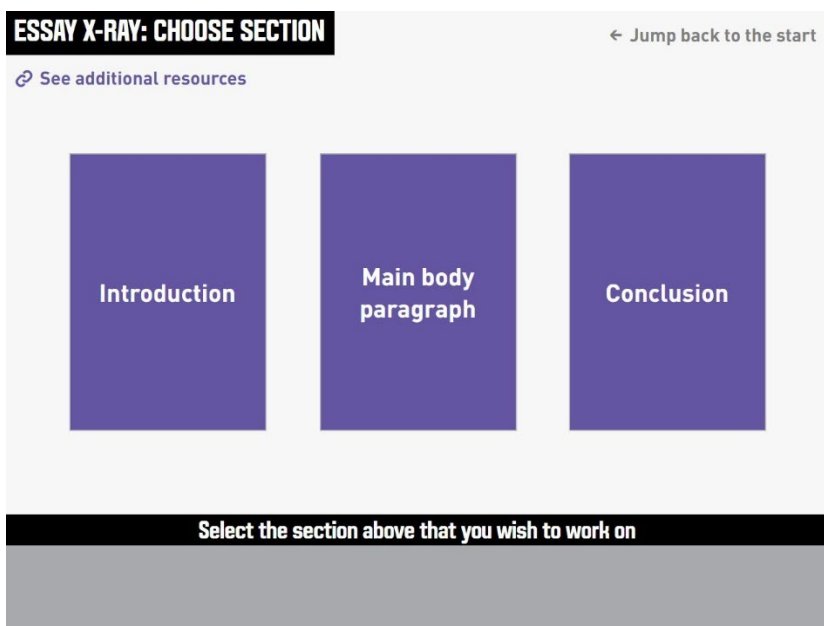 ESSAY X-RAY: CHOOSE SECTION
← Jump back to the start
See additional resources
Introduction
Main body
paragraph
Conclusion
Select the section above that you wish to work on